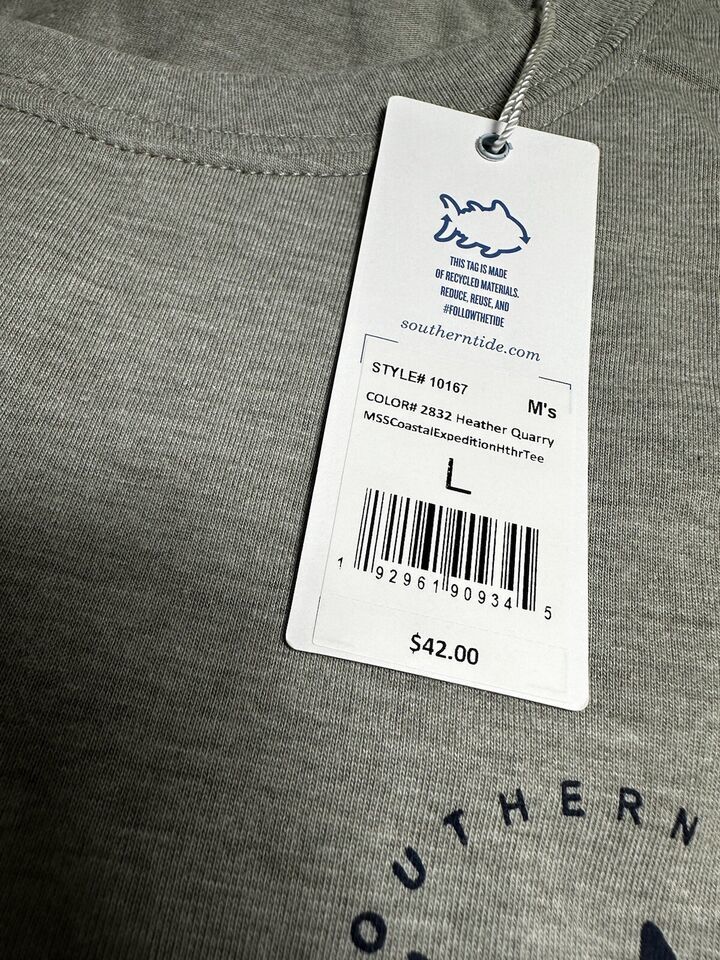 THIS TAG IS MADE
OF RECYCLED MATERIALS.
REDUCE, REUSE, AND
#FOLLOWTHETIDE
southerntide.com
STYLE# 10167
M's
COLOR# 2832 Heather Quarry
MSSCoastalExpeditionHthrTee
L
1 92961 90934 5
$42.00
OUTHERN